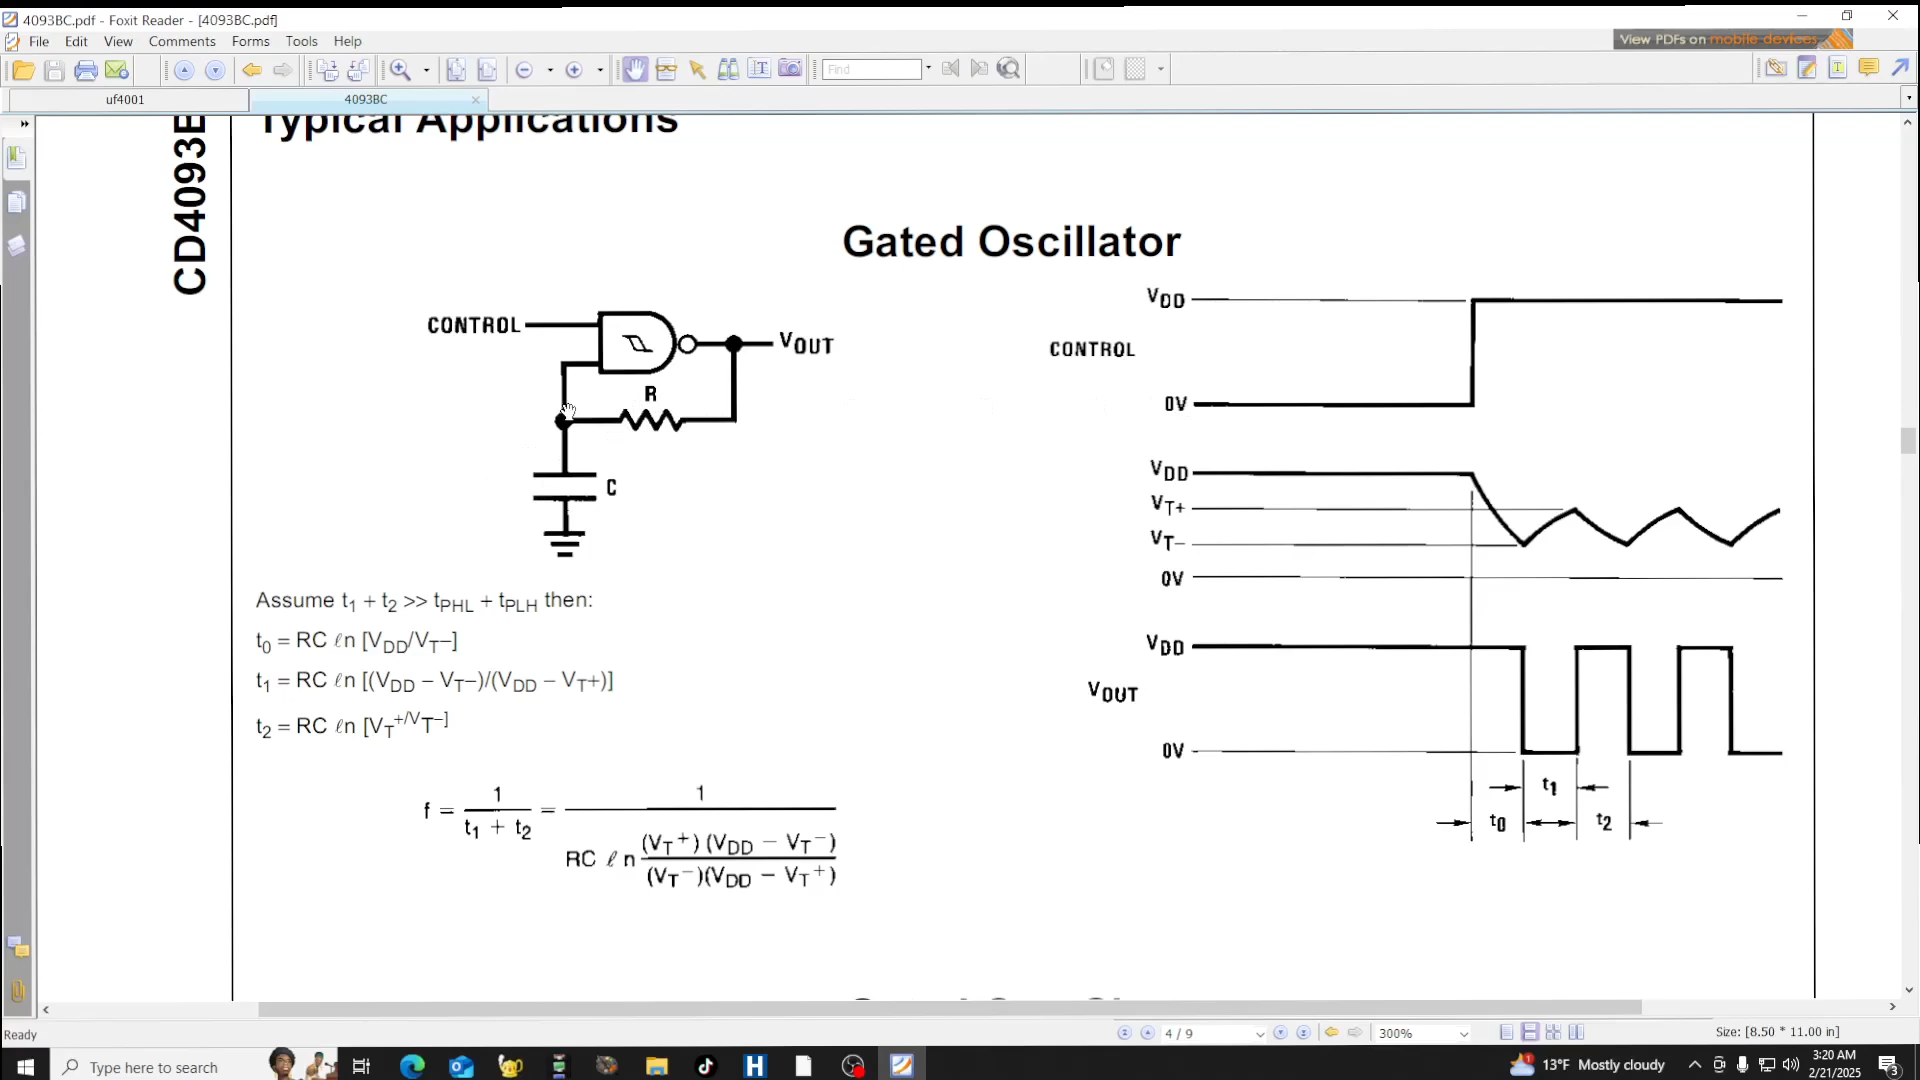 4093BC.pdf - Foxit Reader - [4093BC.pdf]
File Edit View Comments Forms Tools Help
View PDFs on mobile devices
Find
uf4001 4093BC
Typical Applications
CD4093B
Gated Oscillator
CONTROL
VOUT
R
C
VDD
CONTROL
0V
VDD
VT+
VT–
0V
VDD
VOUT
0V
t1
t0 t2
Assume t1 + t2 >> tPHL + tPLH then:
t0 = RC ℓn [VDD/VT–]
t1 = RC ℓn [(VDD – VT–)/(VDD – VT+)]
t2 = RC ℓn [VT+/VT–]
f = 1 / t1 + t2 = 1 / RC ℓn (VT+) (VDD – VT–) / (VT–)(VDD – VT+)
4 / 9
300%
Size: [8.50 * 11.00 in]
Ready
Type here to search
13°F Mostly cloudy
3:20 AM
2/21/2025
3